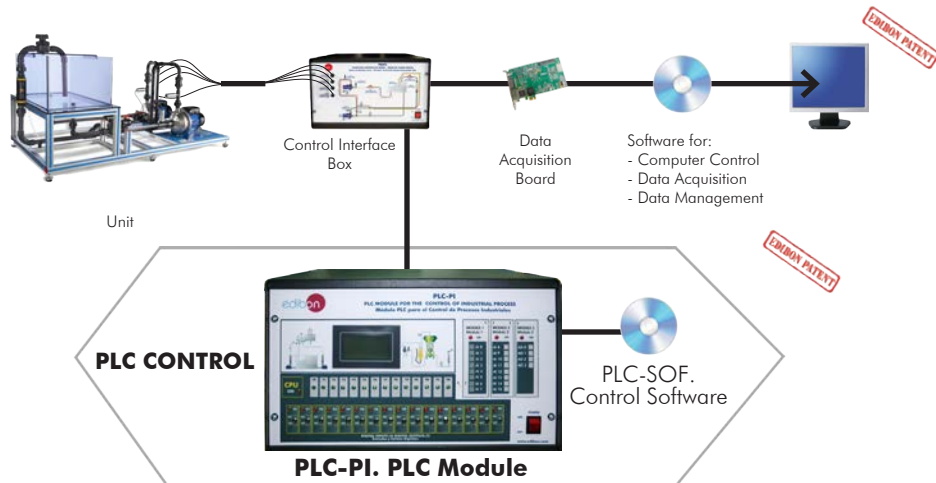 EDIBON PATENT
Control Interface
Box
Data
Acquisition
Board
Software for:
- Computer Control
- Data Acquisition
- Data Management
Unit
EDIBON PATENT
PLC CONTROL
edibon
PLC-PI
PLC MODULE FOR THE CONTROL OF INDUSTRIAL PROCESS
Módulo PLC para el Control de Procesos Industriales
CPU
PLC-SOF.
Control Software
PLC-PI. PLC Module